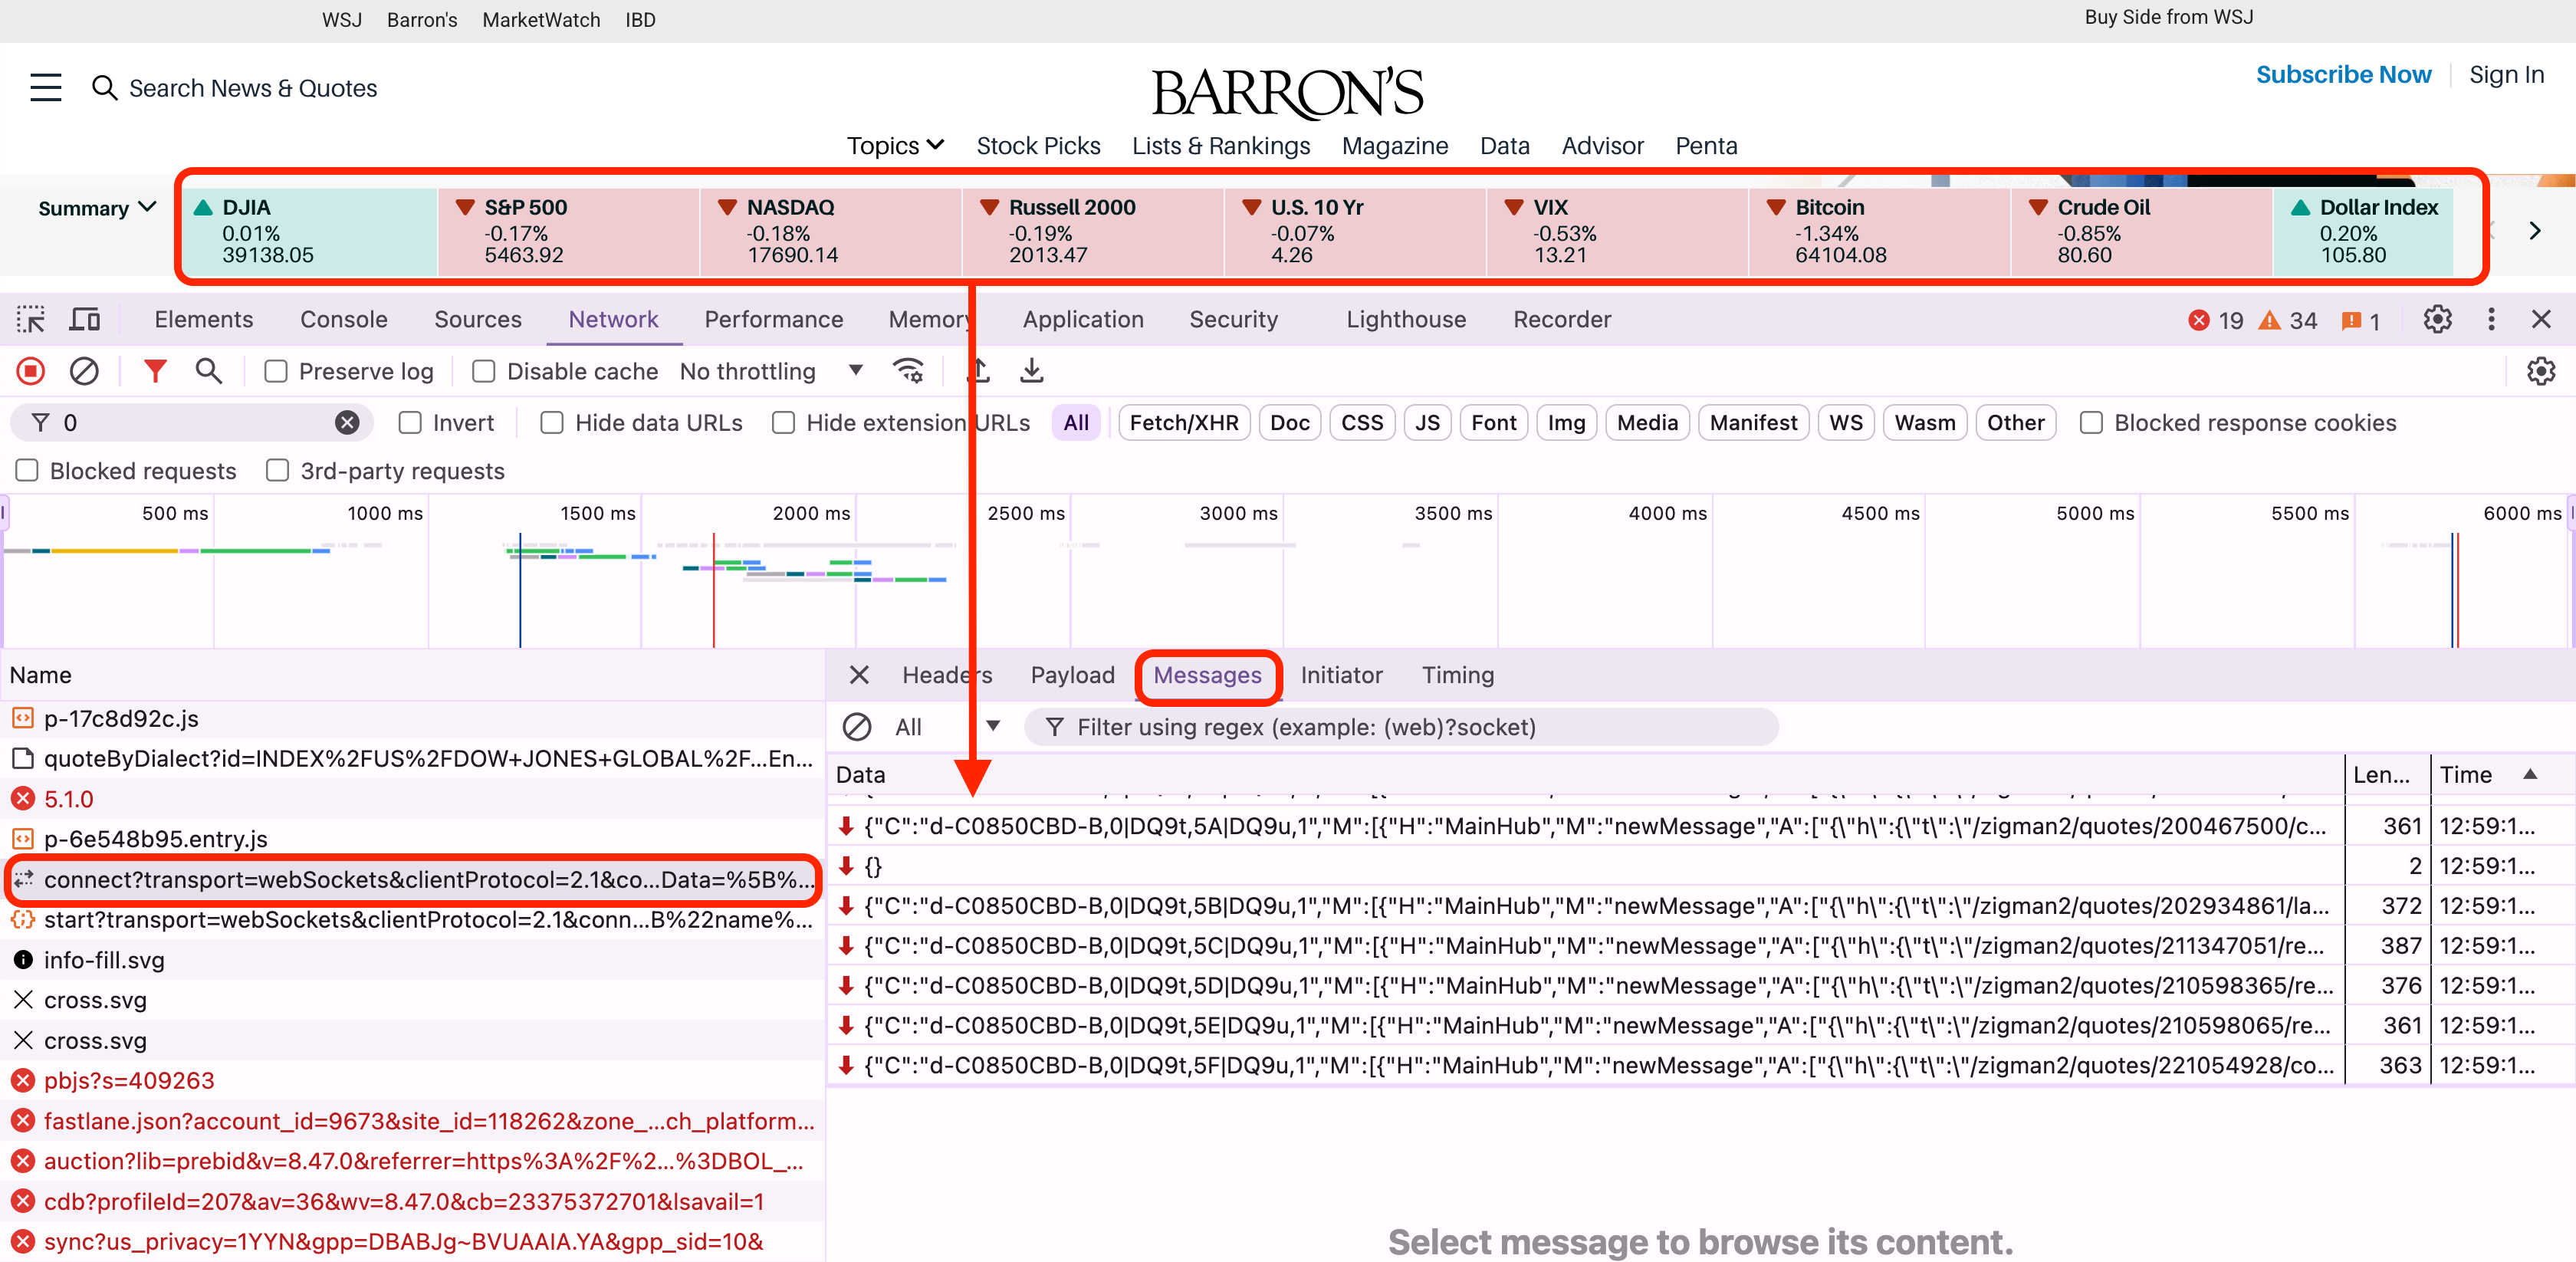 WSJ Barron's MarketWatch IBD Buy Side from WSJ
Search News & Quotes BARRON'S Subscribe Now Sign In
Topics Stock Picks Lists & Rankings Magazine Data Advisor Penta
Summary DJIA S&P 500 NASDAQ Russell 2000 U.S. 10 Yr VIX Bitcoin Crude Oil Dollar Index
0.01% -0.17% -0.18% -0.19% -0.07% -0.53% -1.34% -0.85% 0.20%
39138.05 5463.92 17690.14 2013.47 4.26 13.21 64104.08 80.60 105.80
Elements Console Sources Network Performance Memory Application Security Lighthouse Recorder 19 34 1
Preserve log Disable cache No throttling
0 Invert Hide data URLs Hide extension URLs All Fetch/XHR Doc CSS JS Font Img Media Manifest WS Wasm Other Blocked response cookies
Blocked requests 3rd-party requests
500 ms 1000 ms 1500 ms 2000 ms 2500 ms 3000 ms 3500 ms 4000 ms 4500 ms 5000 ms 5500 ms 6000 ms
Name
p-17c8d92c.js
quoteByDialect?id=INDEX%2FUS%2FDOW+JONES+GLOBAL%2F...En...
5.1.0
p-6e548b95.entry.js
connect?transport=webSockets&clientProtocol=2.1&co...Data=%5B%...
start?transport=webSockets&clientProtocol=2.1&conn...B%22name%...
info-fill.svg
cross.svg
cross.svg
pbjs?s=409263
fastlane.json?account_id=9673&site_id=118262&zone_...ch_platform...
auction?lib=prebid&v=8.47.0&referrer=https%3A%2F%2...%3DBOL_...
cdb?profileId=207&av=36&wv=8.47.0&cb=23375372701&lsavail=1
sync?us_privacy=1YYN&gpp=DBABJg~BVUAAIA.YA&gpp_sid=10&
Headers Payload Messages Initiator Timing
All Filter using regex (example: (web)?socket)
Data Len... Time
{"C":"d-C0850CBD-B,0|DQ9t,5A|DQ9u,1","M":[{"H":"MainHub","M":"newMessage","A":["{\"h\":{\"t\":\"/zigman2/quotes/200467500/c... 361 12:59:1...
{} 2 12:59:1...
{"C":"d-C0850CBD-B,0|DQ9t,5B|DQ9u,1","M":[{"H":"MainHub","M":"newMessage","A":["{\"h\":{\"t\":\"/zigman2/quotes/202934861/la... 372 12:59:1...
{"C":"d-C0850CBD-B,0|DQ9t,5C|DQ9u,1","M":[{"H":"MainHub","M":"newMessage","A":["{\"h\":{\"t\":\"/zigman2/quotes/211347051/re... 387 12:59:1...
{"C":"d-C0850CBD-B,0|DQ9t,5D|DQ9u,1","M":[{"H":"MainHub","M":"newMessage","A":["{\"h\":{\"t\":\"/zigman2/quotes/210598365/re... 376 12:59:1...
{"C":"d-C0850CBD-B,0|DQ9t,5E|DQ9u,1","M":[{"H":"MainHub","M":"newMessage","A":["{\"h\":{\"t\":\"/zigman2/quotes/210598065/re... 361 12:59:1...
{"C":"d-C0850CBD-B,0|DQ9t,5F|DQ9u,1","M":[{"H":"MainHub","M":"newMessage","A":["{\"h\":{\"t\":\"/zigman2/quotes/221054928/co... 363 12:59:1...
Select message to browse its content.